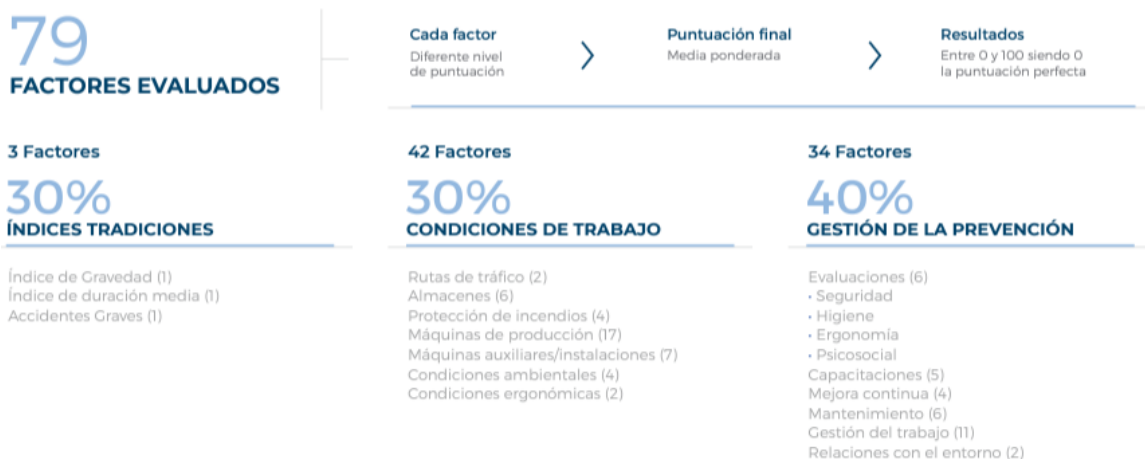 79
FACTORES EVALUADOS
Cada factor
Diferente nivel
de puntuación
Puntuación final
Media ponderada
Resultados
Entre 0 y 100 siendo 0
la puntuación perfecta
3 Factores
30%
ÍNDICES TRADICIONES
Índice de Gravedad (1)
Índice de duración media (1)
Accidentes Graves (1)
42 Factores
30%
CONDICIONES DE TRABAJO
Rutas de tráfico (2)
Almacenes (6)
Protección de incendios (4)
Máquinas de producción (17)
Máquinas auxiliares/instalaciones (7)
Condiciones ambientales (4)
Condiciones ergonómicas (2)
34 Factores
40%
GESTIÓN DE LA PREVENCIÓN
Evaluaciones (6)
• Seguridad
• Higiene
• Ergonomía
• Psicosocial
Capacitaciones (5)
Mejora continua (4)
Mantenimiento (6)
Gestión del trabajo (11)
Relaciones con el entorno (2)